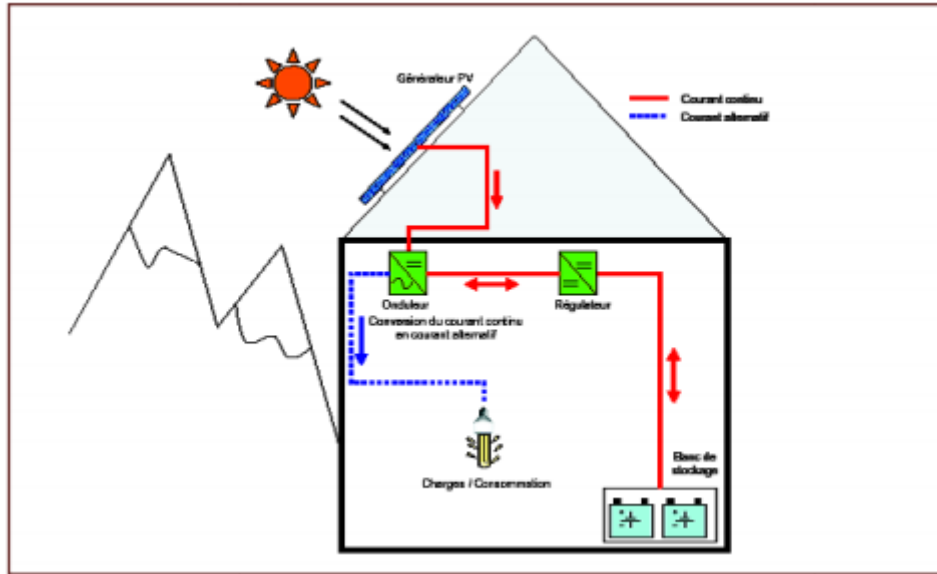 Générateur PV
Courant continu
Courant alternatif
Onduleur
Conversion du courant continu
en courant alternatif
Régulateur
Charges / Consommation
Banc de
stockage